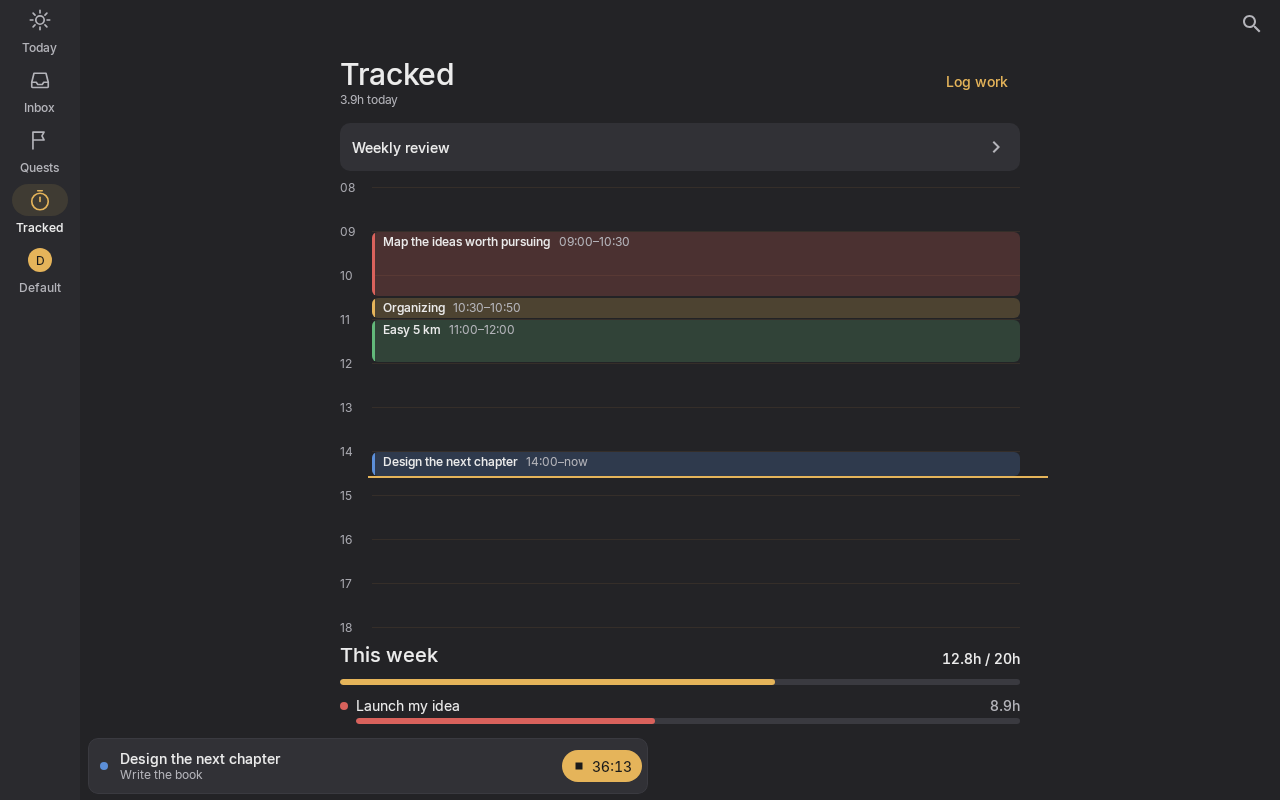 Today
Inbox
Quests
Tracked
D
Default
Tracked
3.9h today
Log work
Weekly review
08
09
Map the ideas worth pursuing 09:00–10:30
10
Organizing 10:30–10:50
11
Easy 5 km 11:00–12:00
12
13
14
Design the next chapter 14:00–now
15
16
17
18
This week
12.8h / 20h
Launch my idea
8.9h
Design the next chapter
Write the book
36:13